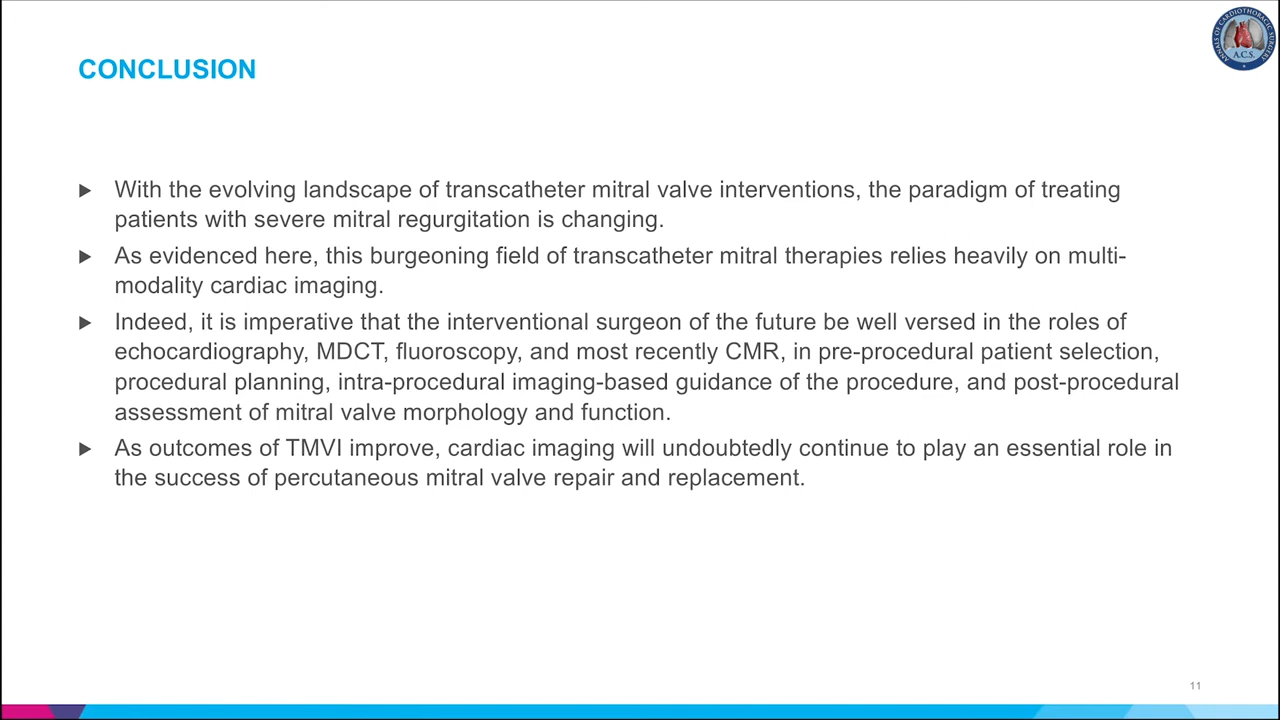 CONCLUSION
ANNALS OF CARDIOTHORACIC SURGERY
A.C.S.
With the evolving landscape of transcatheter mitral valve interventions, the paradigm of treating
patients with severe mitral regurgitation is changing.
As evidenced here, this burgeoning field of transcatheter mitral therapies relies heavily on multi-
modality cardiac imaging.
Indeed, it is imperative that the interventional surgeon of the future be well versed in the roles of
echocardiography, MDCT, fluoroscopy, and most recently CMR, in pre-procedural patient selection,
procedural planning, intra-procedural imaging-based guidance of the procedure, and post-procedural
assessment of mitral valve morphology and function.
As outcomes of TMVI improve, cardiac imaging will undoubtedly continue to play an essential role in
the success of percutaneous mitral valve repair and replacement.
11